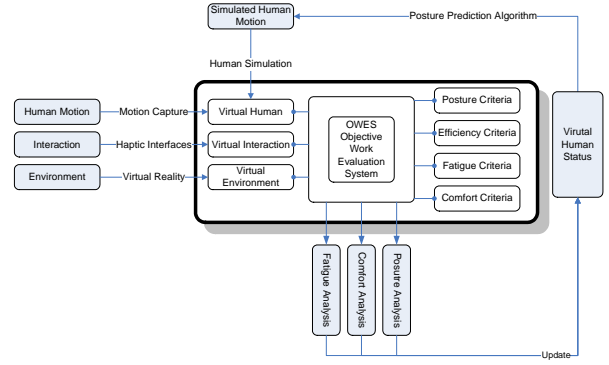 Simulated Human
Motion
Posture Prediction Algorithm
Human Simulation
Human Motion
Motion Capture
Virtual Human
Interaction
Haptic Interfaces
Virtual Interaction
Environment
Virtual Reality
Virtual
Environment
OWES
Objective
Work
Evaluation
System
Posture Criteria
Efficiency Criteria
Fatigue Criteria
Comfort Criteria
Virutal
Human
Status
Fatigue Analysis
Comfort Analysis
Posutre Analysis
Update